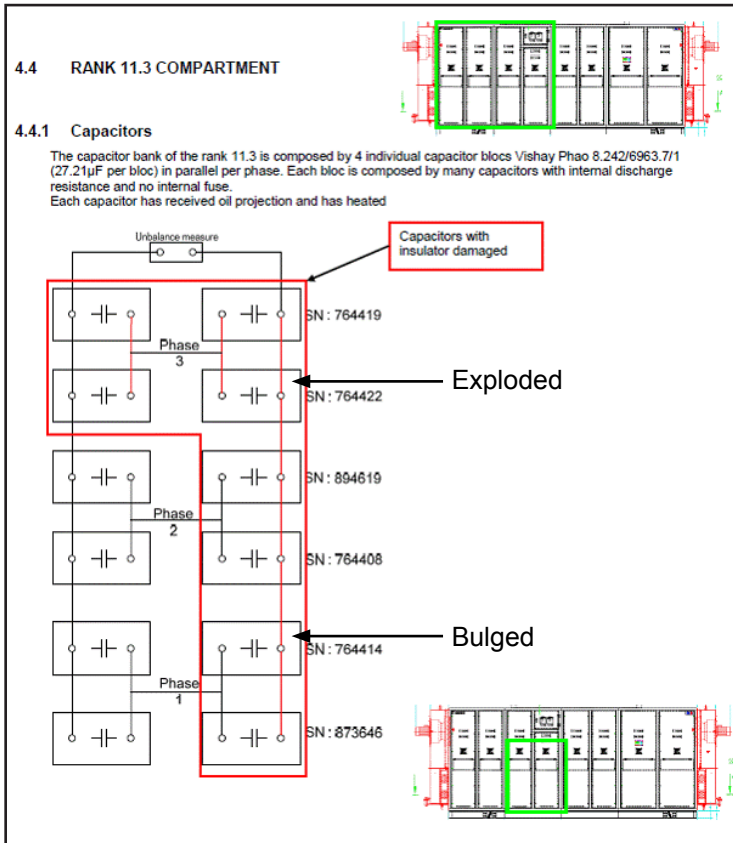 4.4 RANK 11.3 COMPARTMENT
4.4.1 Capacitors
The capacitor bank of the rank 11.3 is composed by 4 individual capacitor blocs Vishay Phao 8.242/6963.7/1
(27.21µF per bloc) in parallel per phase. Each bloc is composed by many capacitors with internal discharge
resistance and no internal fuse.
Each capacitor has received oil projection and has heated
Unbalance measure
Capacitors with
insulator damaged
SN : 764419
Phase
3
Exploded
SN : 764422
SN : 894619
Phase
2
SN : 764408
Bulged
SN : 764414
Phase
1
SN : 873646